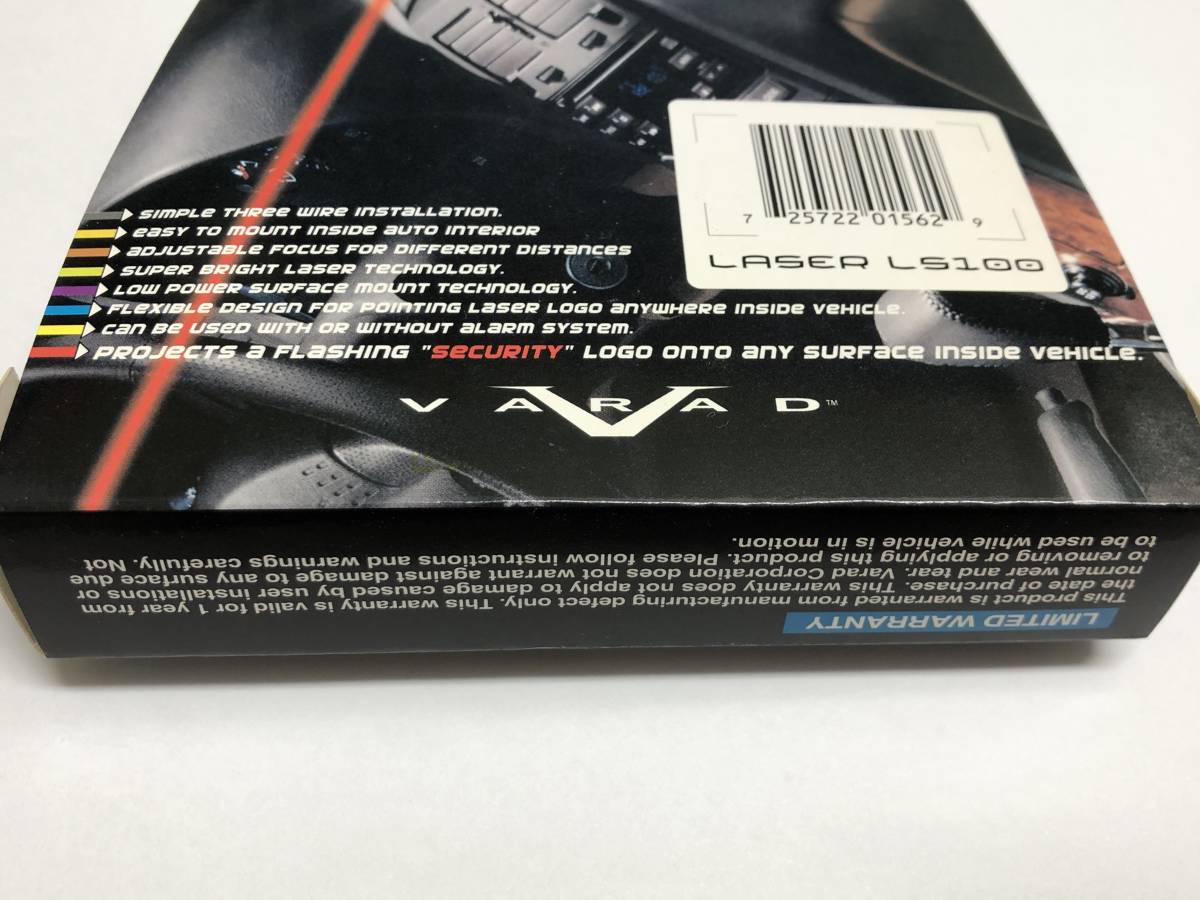 7 25722 01562 9
LASER LS100
SIMPLE THREE WIRE INSTALLATION.
EASY TO MOUNT INSIDE AUTO INTERIOR
ADJUSTABLE FOCUS FOR DIFFERENT DISTANCES
SUPER BRIGHT LASER TECHNOLOGY.
LOW POWER SURFACE MOUNT TECHNOLOGY.
FLEXIBLE DESIGN FOR POINTING LASER LOGO ANYWHERE INSIDE VEHICLE.
CAN BE USED WITH OR WITHOUT ALARM SYSTEM.
PROJECTS A FLASHING "SECURITY" LOGO ONTO ANY SURFACE INSIDE VEHICLE.
VARAD™
LIMITED WARRANTY
This product is warranted from manufacturing defect only. This warranty is valid for 1 year from
the date of purchase. This warranty does not apply to damage caused by user installations or
normal wear and tear. Varad Corporation does not warrant against damage to any surface due
to removing or applying this product. Please follow instructions and warnings carefully. Not
to be used while vehicle is in motion.